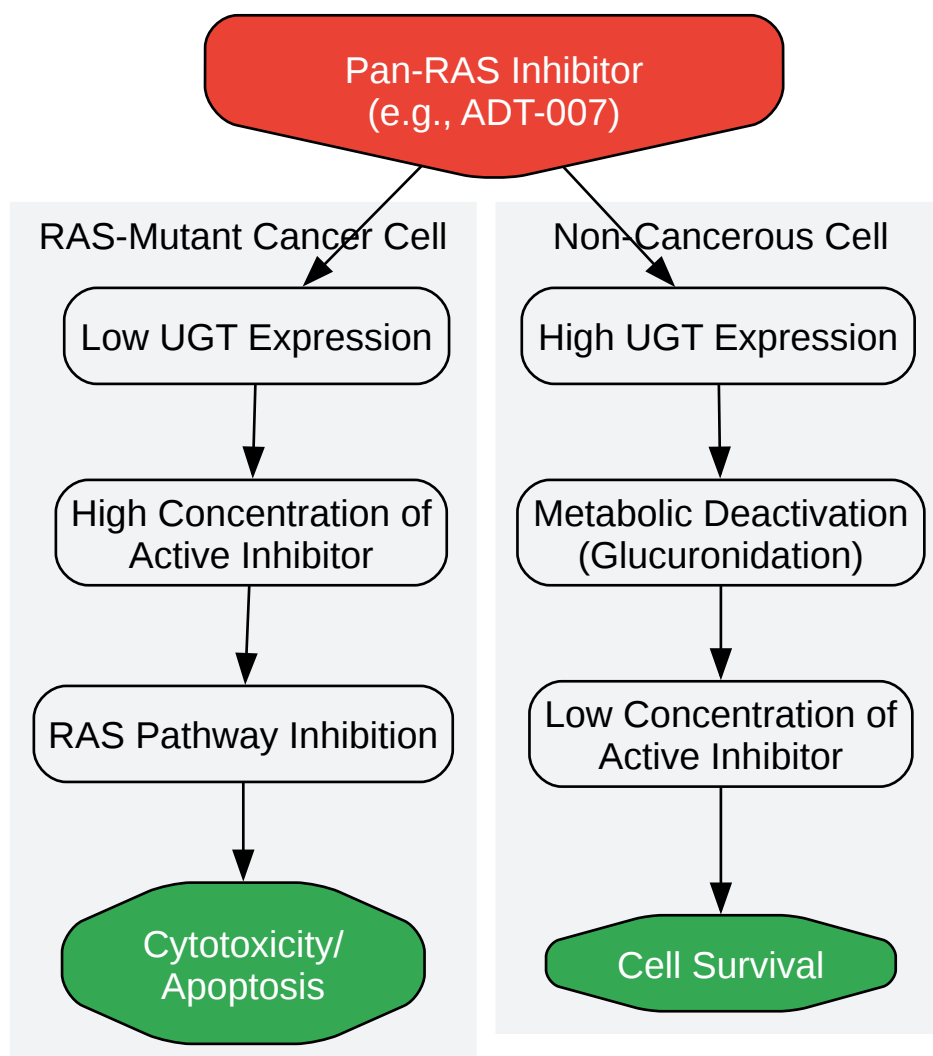 Pan-RAS Inhibitor
(e.g., ADT-007)
RAS-Mutant Cancer Cell
Low UGT Expression
High Concentration of
Active Inhibitor
RAS Pathway Inhibition
Cytotoxicity/
Apoptosis
Non-Cancerous Cell
High UGT Expression
Metabolic Deactivation
(Glucuronidation)
Low Concentration of
Active Inhibitor
Cell Survival